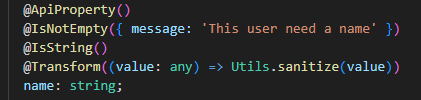 @ApiProperty()
@IsNotEmpty({ message: 'This user need a name' })
@IsString()
@Transform((value: any) => Utils.sanitize(value))
name: string;